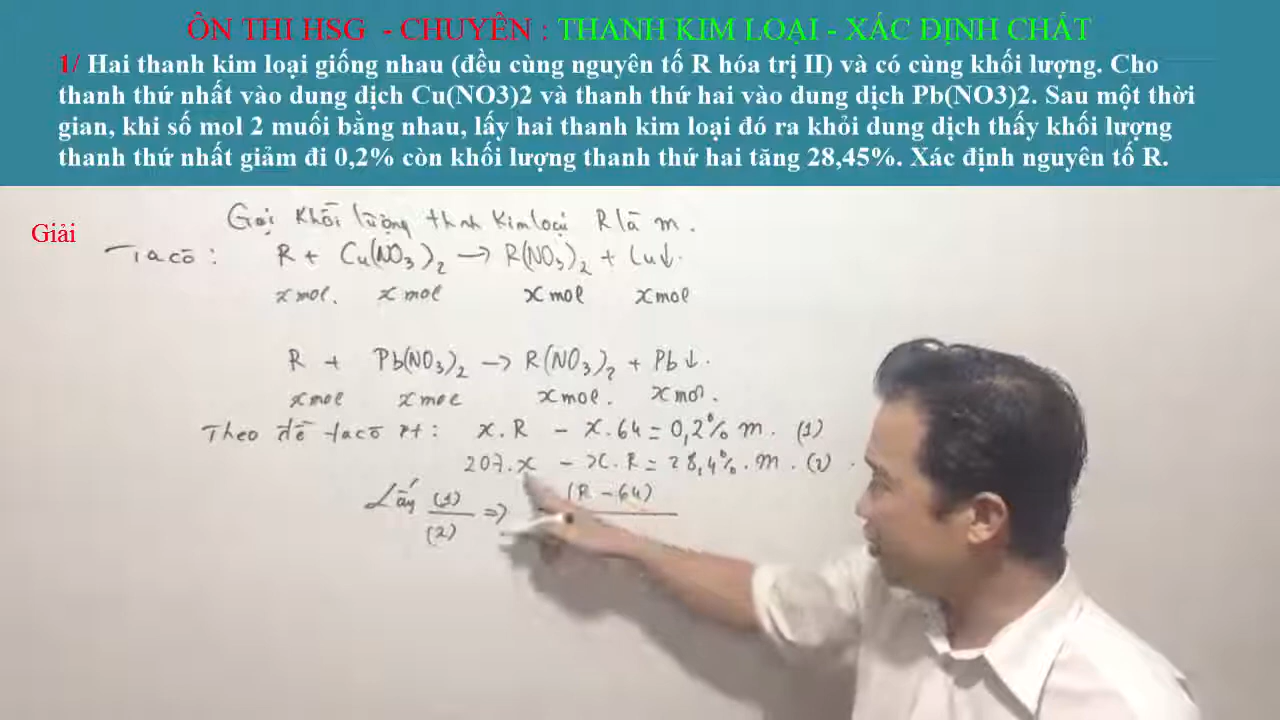 ÔN THI HSG - CHUYÊN : THANH KIM LOẠI - XÁC ĐỊNH CHẤT
1/ Hai thanh kim loại giống nhau (đều cùng nguyên tố R hóa trị II) và có cùng khối lượng. Cho
thanh thứ nhất vào dung dịch Cu(NO3)2 và thanh thứ hai vào dung dịch Pb(NO3)2. Sau một thời
gian, khi số mol 2 muối bằng nhau, lấy hai thanh kim loại đó ra khỏi dung dịch thấy khối lượng
thanh thứ nhất giảm đi 0,2% còn khối lượng thanh thứ hai tăng 28,45%. Xác định nguyên tố R.
Giải
Gọi khối lượng thnh kim loại R là m.
Ta có : R + Cu(NO₃)₂ → R(NO₃)₂ + Cu↓.
x mol. x mol x mol x mol
R + Pb(NO₃)₂ → R(NO₃)₂ + Pb↓.
x mol x mol x mol. x mol.
Theo đề ta có pt: x.R - x.64 = 0,2% m. (1)
207.x - x.R = 28,4%.m. (2)
Lấy (1)/(2) => (R - 64)